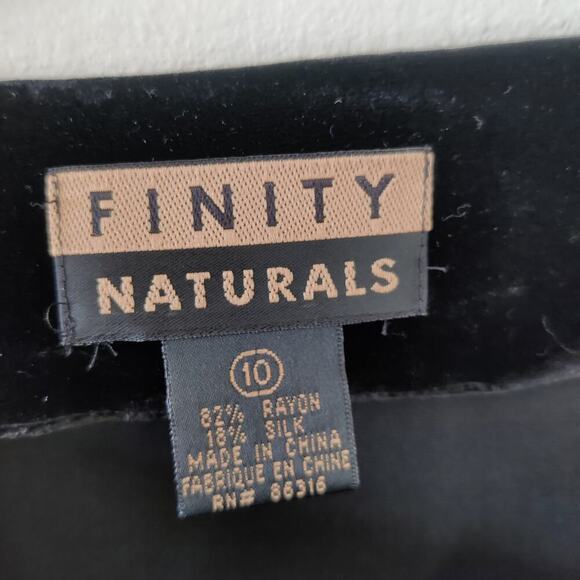 FINITY
NATURALS
10
82% RAYON
18% SILK
MADE IN CHINA
FABRIQUE EN CHINE
RN# 86316